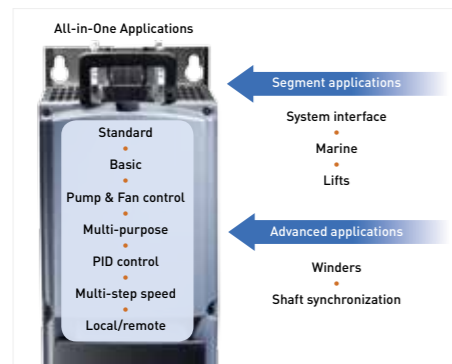 All-in-One Applications
Standard
Basic
Pump & Fan control
Multi-purpose
PID control
Multi-step speed
Local/remote
Segment applications
System interface
Marine
Lifts
Advanced applications
Winders
Shaft synchronization